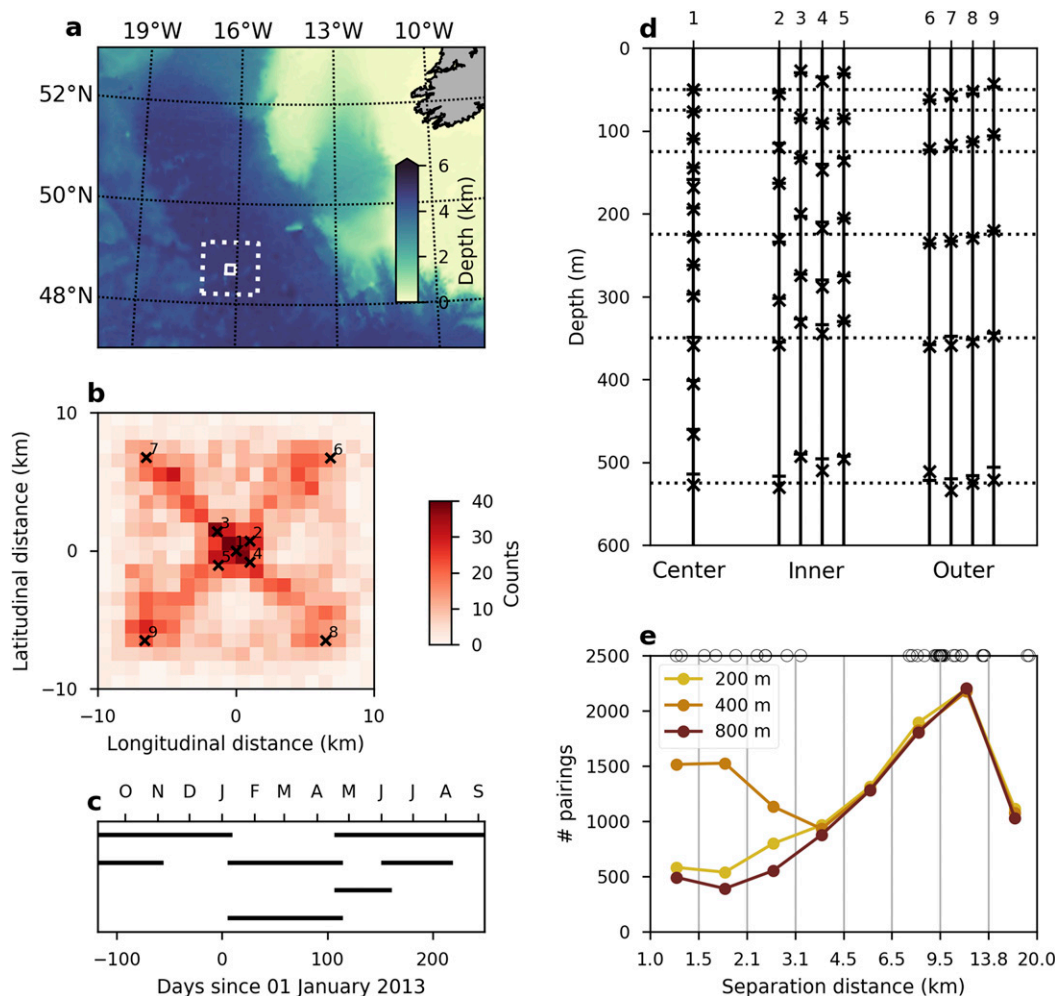 a
19°W 16°W 13°W 10°W
52°N
50°N
48°N
6
4
2
0
Depth (km)
b
10
0
−10
Latitudinal distance (km)
7
6
3
2
1
5
4
9
8
−10 0 10
Longitudinal distance (km)
40
30
20
10
0
Counts
c
O N D J F M A M J J A S
−100 0 100 200
Days since 01 January 2013
d
1 2 3 4 5 6 7 8 9
0
100
200
300
400
500
600
Depth (m)
Center Inner Outer
e
2500
2000
1500
1000
500
0
# pairings
200 m
400 m
800 m
1.0 1.5 2.1 3.1 4.5 6.5 9.5 13.8 20.0
Separation distance (km)